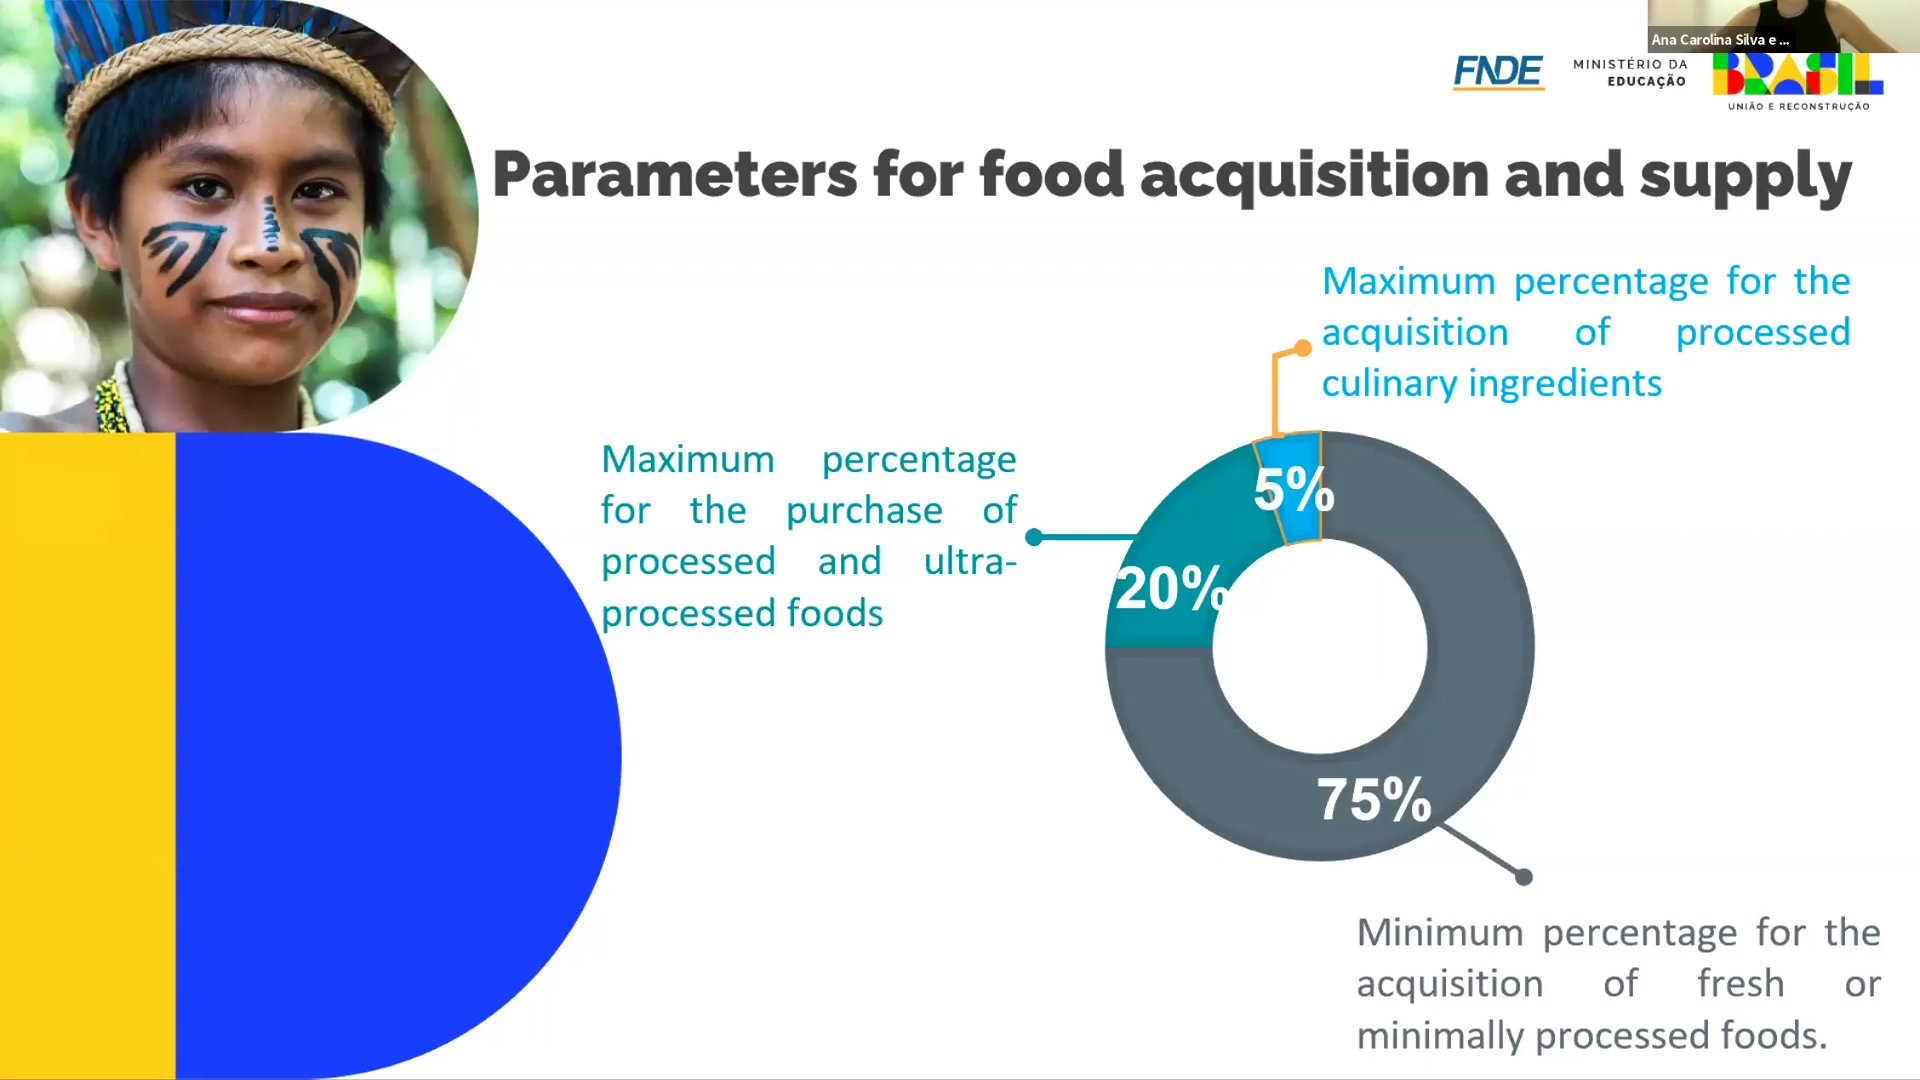 Ana Carolina Silva e ...
FNDE
MINISTÉRIO DA
EDUCAÇÃO
BRASIL
UNIÃO E RECONSTRUÇÃO
Parameters for food acquisition and supply
Maximum percentage for the
acquisition of processed
culinary ingredients
Maximum percentage
for the purchase of
processed and ultra-
processed foods
5%
20%
75%
Minimum percentage for the
acquisition of fresh or
minimally processed foods.